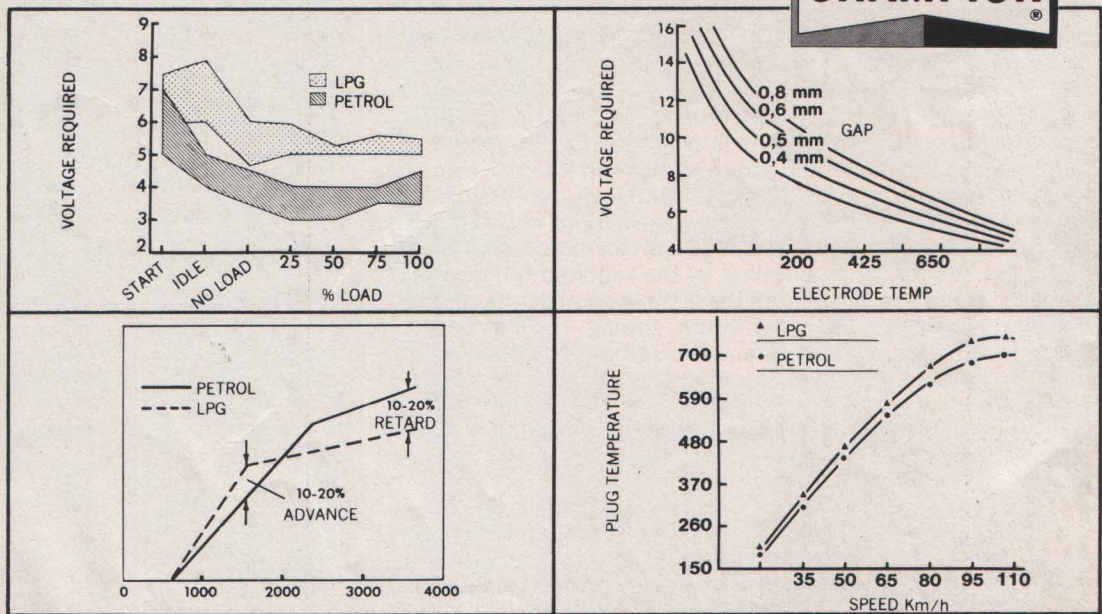 ®
9
8
7
6
5
4
3
2
VOLTAGE REQUIRED
LPG
PETROL
START
IDLE
NO LOAD
25
50
75
100
% LOAD
16
14
12
10
8
6
4
VOLTAGE REQUIRED
0,8 mm
0,6 mm
0,5 mm
0,4 mm
GAP
200
425
650
ELECTRODE TEMP
PETROL
LPG
10-20%
RETARD
10-20%
ADVANCE
0
1000
2000
3000
4000
LPG
PETROL
PLUG TEMPERATURE
700
590
480
370
260
150
35
50
65
80
95
110
SPEED Km/h